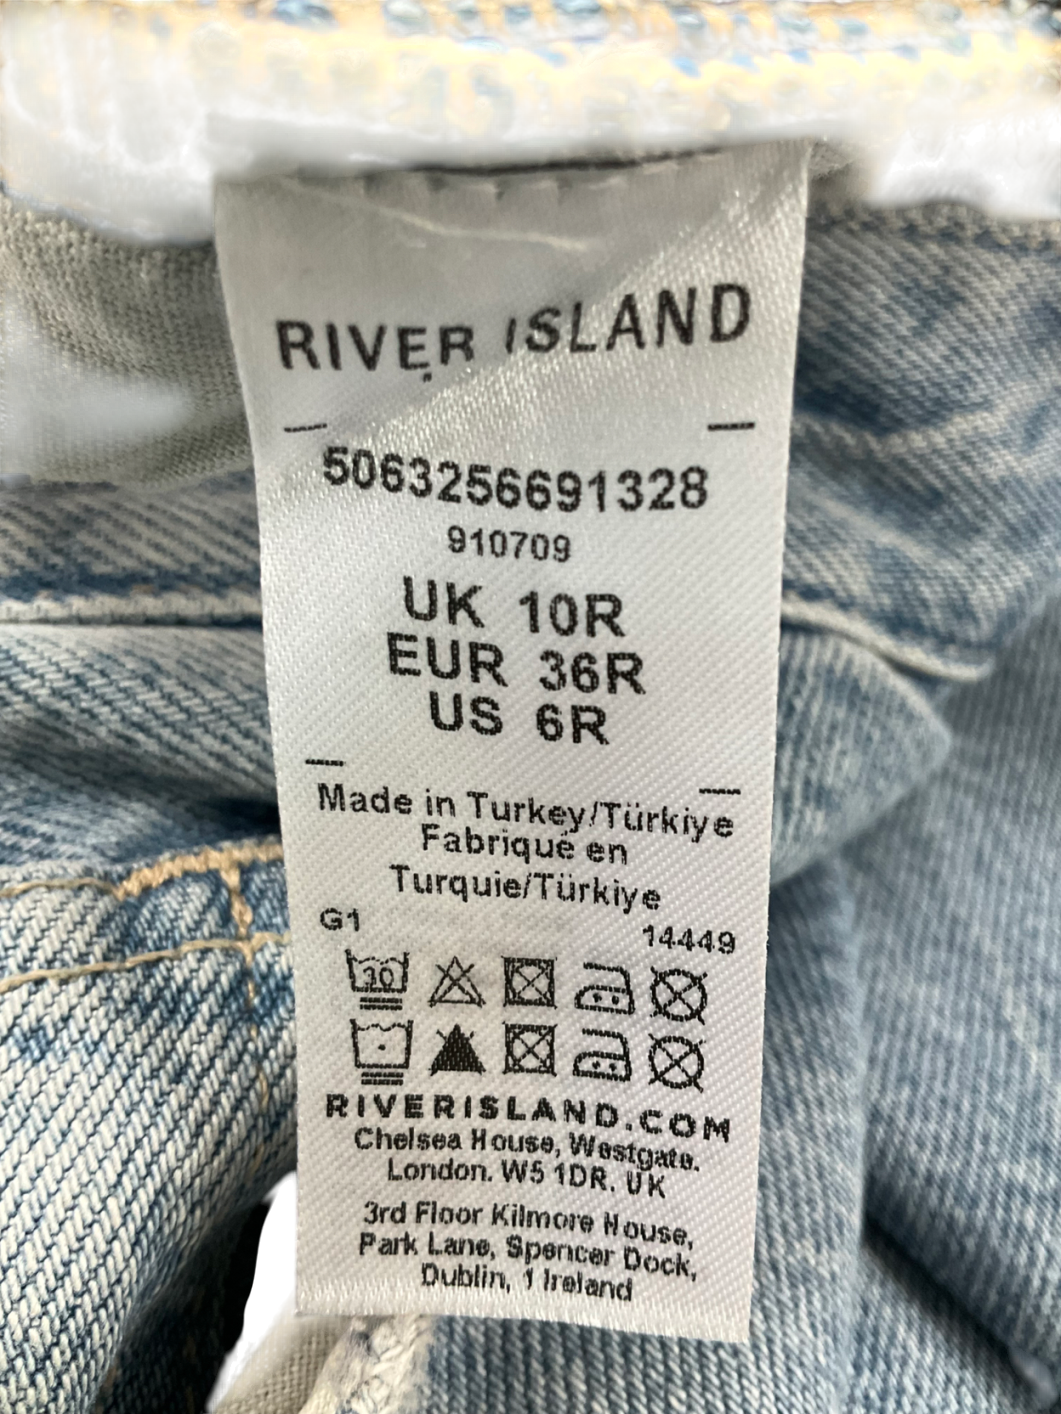 RIVER ISLAND
5063256691328
910709
UK 10R
EUR 36R
US 6R
Made in Turkey/Türkiye
Fabriqué en
Turquie/Türkiye
G1 14449
30
RIVERISLAND.COM
Chelsea House, Westgate.
London. W5 1DR. UK
3rd Floor Kilmore House,
Park Lane, Spencer Dock,
Dublin, 1 Ireland